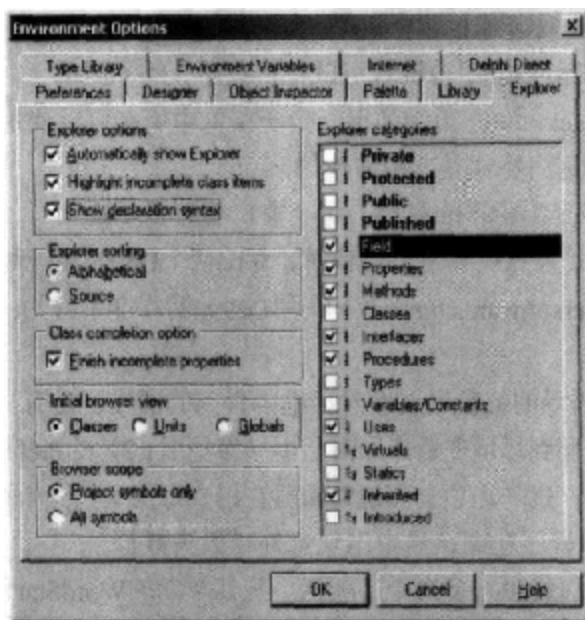 Environment Options
Type Library
Environment Variables
Internet
Delphi Direct
Preferences
Designer
Object Inspector
Palette
Library
Explorer
Explorer options
Automatically show Explorer
Highlight incomplete class items
Show declaration syntax
Explorer sorting
Alphabetical
Source
Class completion option
Finish incomplete properties
Initial browser view
Classes
Units
Globals
Browser scope
Project symbols only
All symbols
Explorer categories
Private
Protected
Public
Published
Field
Properties
Methods
Classes
Interfaces
Procedures
Types
Variables/Constants
Uses
Virtuals
Statics
Inherited
Introduced
OK
Cancel
Help